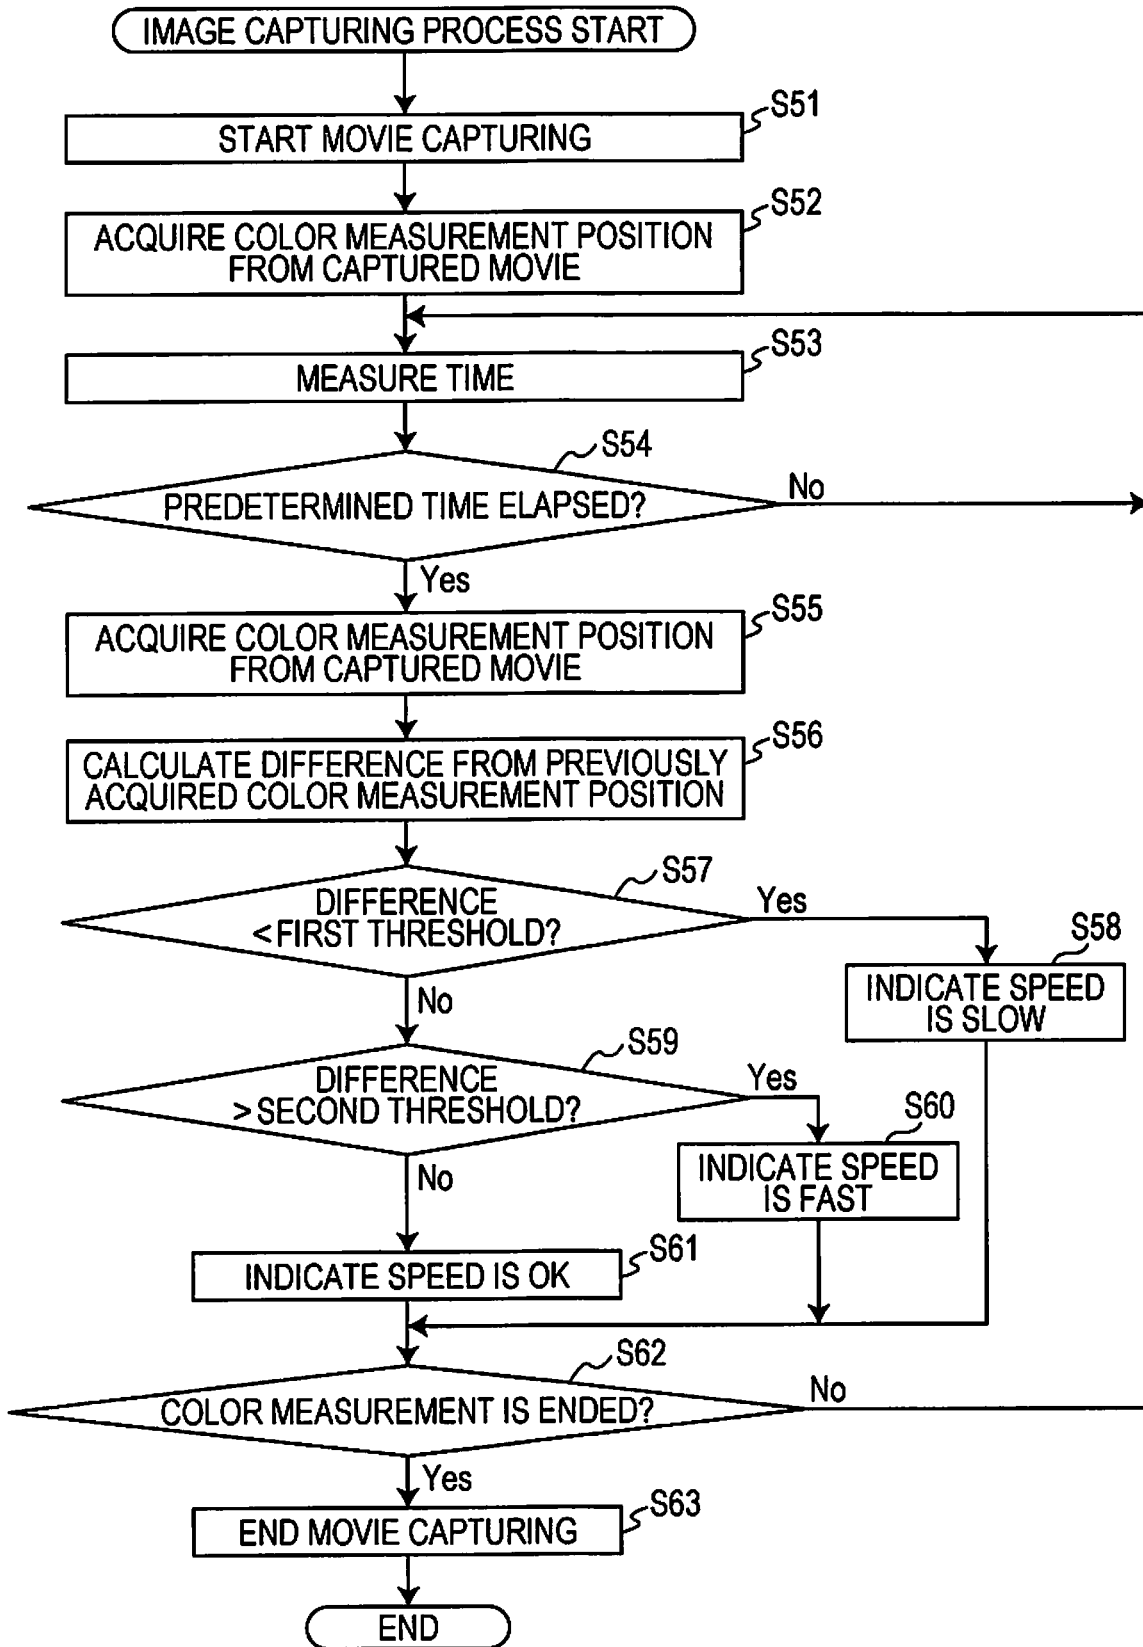 IMAGE CAPTURING PROCESS START
S51
START MOVIE CAPTURING
S52
ACQUIRE COLOR MEASUREMENT POSITION
FROM CAPTURED MOVIE
S53
MEASURE TIME
S54
PREDETERMINED TIME ELAPSED?
No
Yes
S55
ACQUIRE COLOR MEASUREMENT POSITION
FROM CAPTURED MOVIE
S56
CALCULATE DIFFERENCE FROM PREVIOUSLY
ACQUIRED COLOR MEASUREMENT POSITION
S57
DIFFERENCE
< FIRST THRESHOLD?
Yes
S58
INDICATE SPEED
IS SLOW
No
S59
DIFFERENCE
> SECOND THRESHOLD?
Yes
S60
INDICATE SPEED
IS FAST
No
S61
INDICATE SPEED IS OK
S62
COLOR MEASUREMENT IS ENDED?
No
Yes
S63
END MOVIE CAPTURING
END